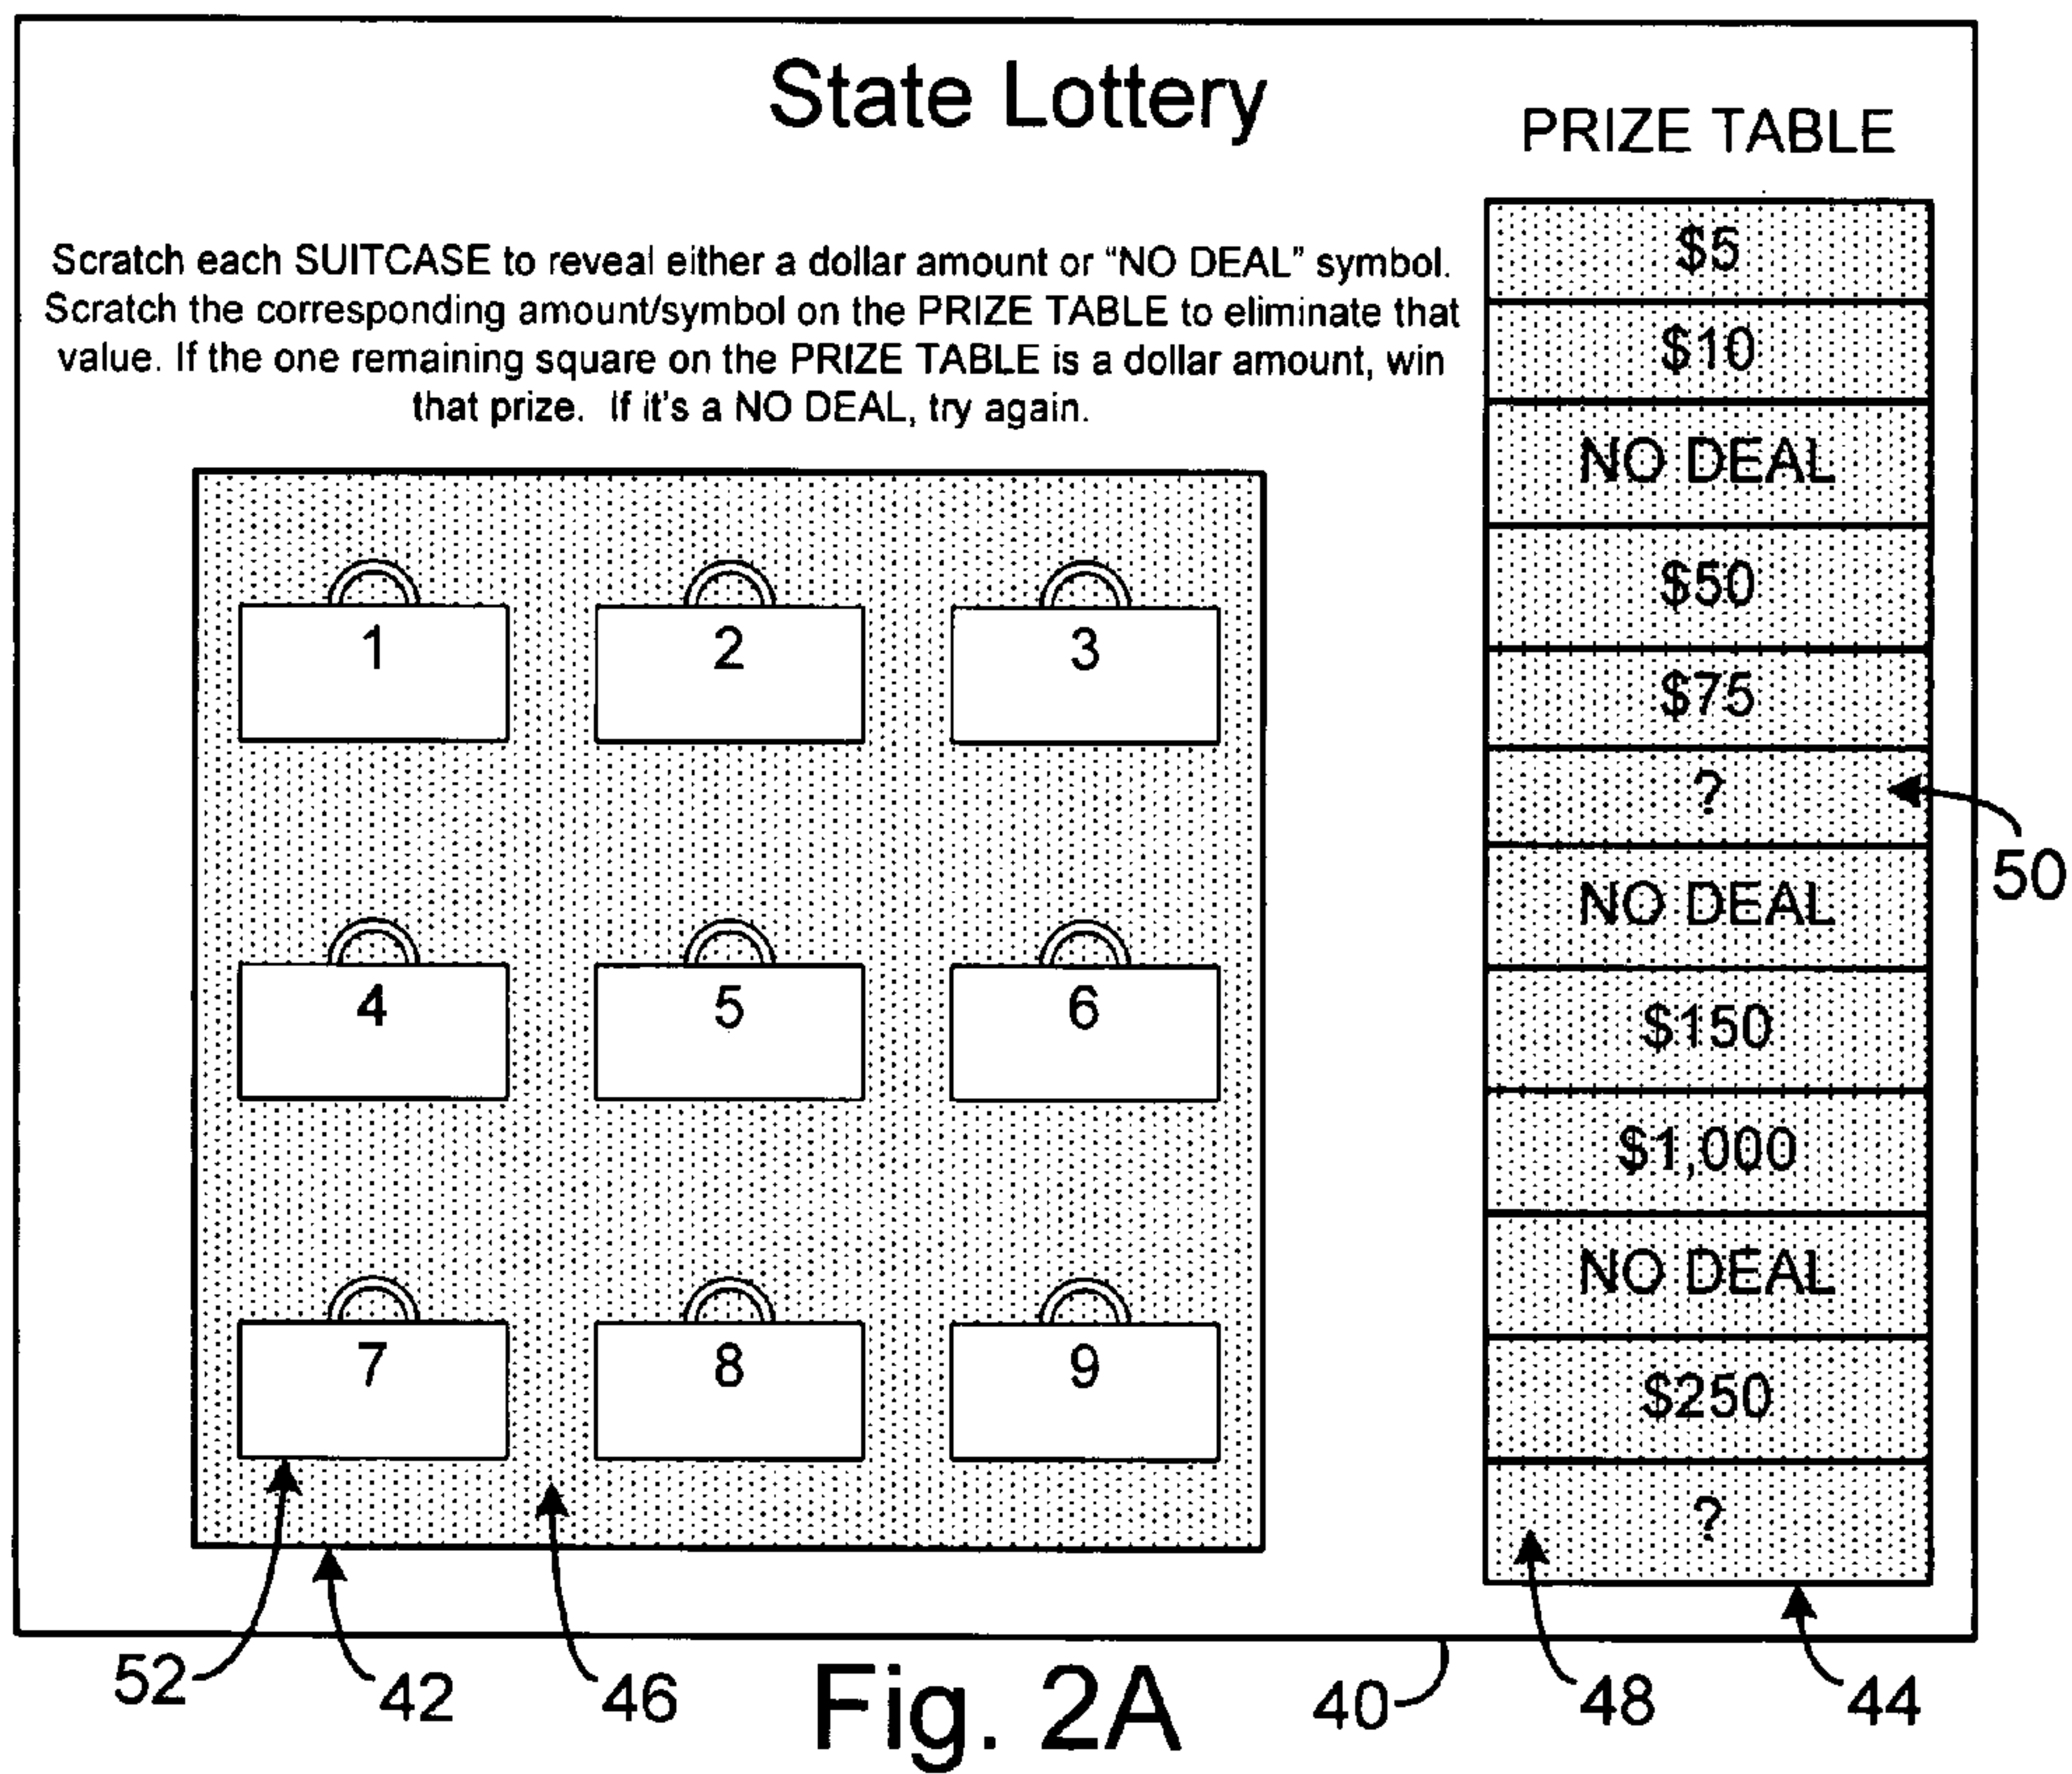 State Lottery
PRIZE TABLE
Scratch each SUITCASE to reveal either a dollar amount or “NO DEAL” symbol.
Scratch the corresponding amount/symbol on the PRIZE TABLE to eliminate that
value. If the one remaining square on the PRIZE TABLE is a dollar amount, win
that prize. If it's a NO DEAL, try again.
1 2 3
4 5 6
7 8 9
$5
$10
NO DEAL
$50
$75
?
NO DEAL
$150
$1,000
NO DEAL
$250
?
50
52 42 46 40 48 44
Fig. 2A